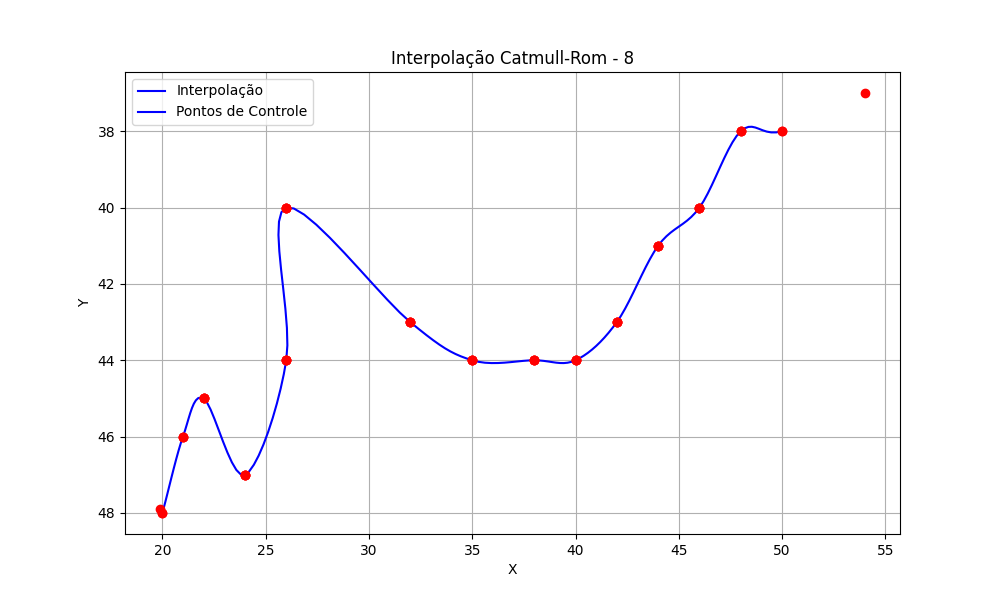 Interpolação Catmull-Rom - 8
Interpolação
Pontos de Controle
38
40
42
44
46
48
Y
20 25 30 35 40 45 50 55
X